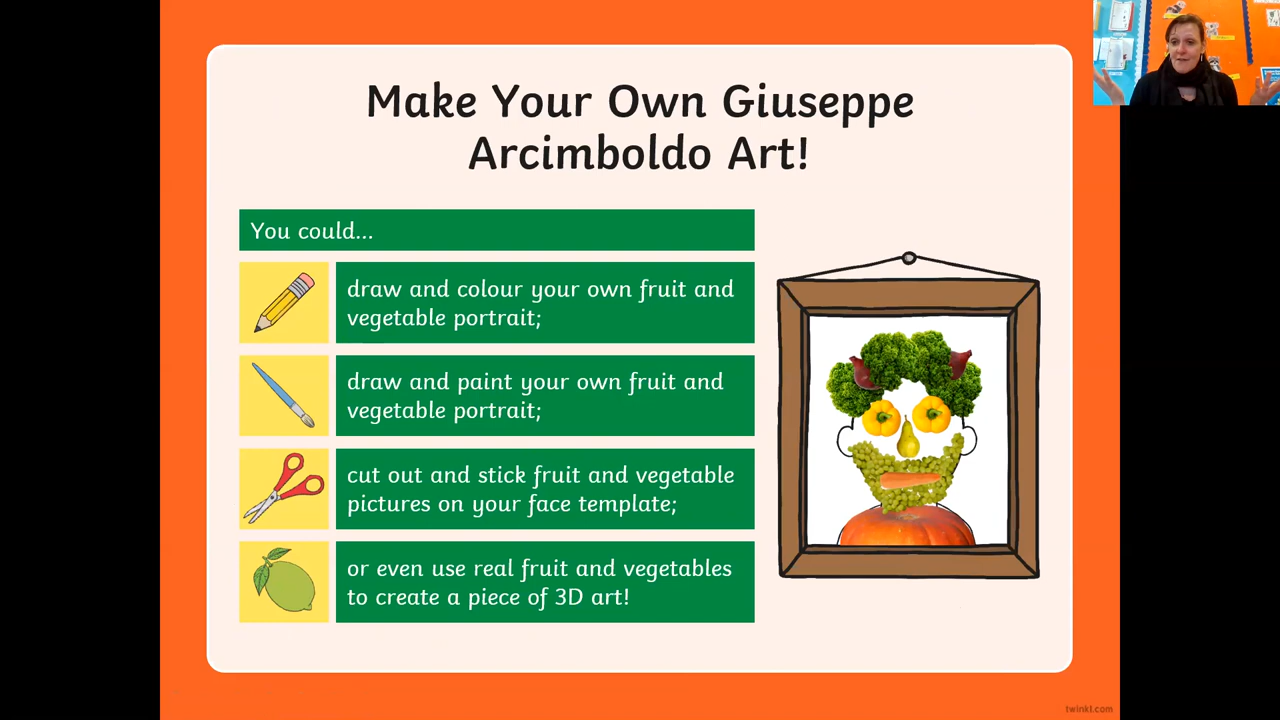 Make Your Own Giuseppe
Arcimboldo Art!
You could...
draw and colour your own fruit and
vegetable portrait;
draw and paint your own fruit and
vegetable portrait;
cut out and stick fruit and vegetable
pictures on your face template;
or even use real fruit and vegetables
to create a piece of 3D art!
twinkl.com